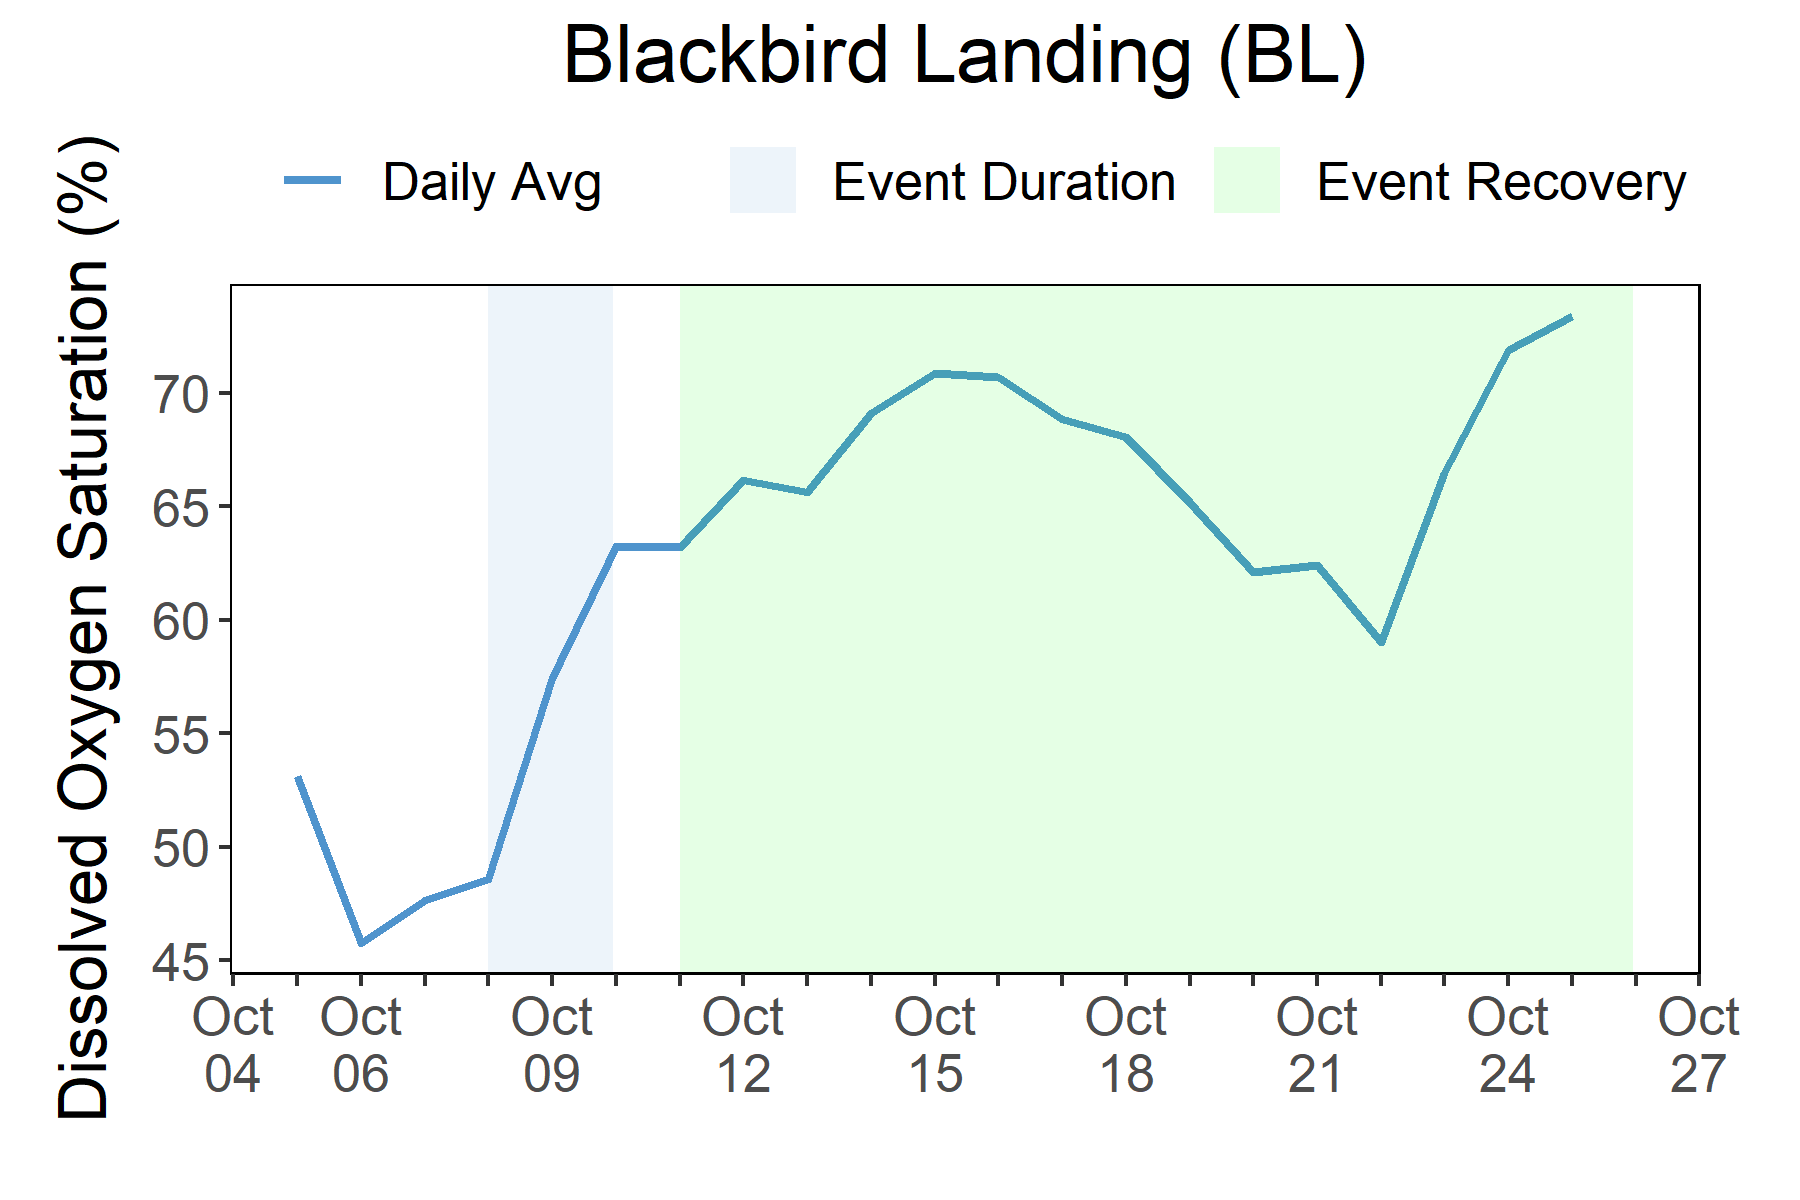 Blackbird Landing (BL)
Daily Avg
Event Duration
Event Recovery
Dissolved Oxygen Saturation (%)
70
65
60
55
50
45
Oct 04
Oct 06
Oct 09
Oct 12
Oct 15
Oct 18
Oct 21
Oct 24
Oct 27